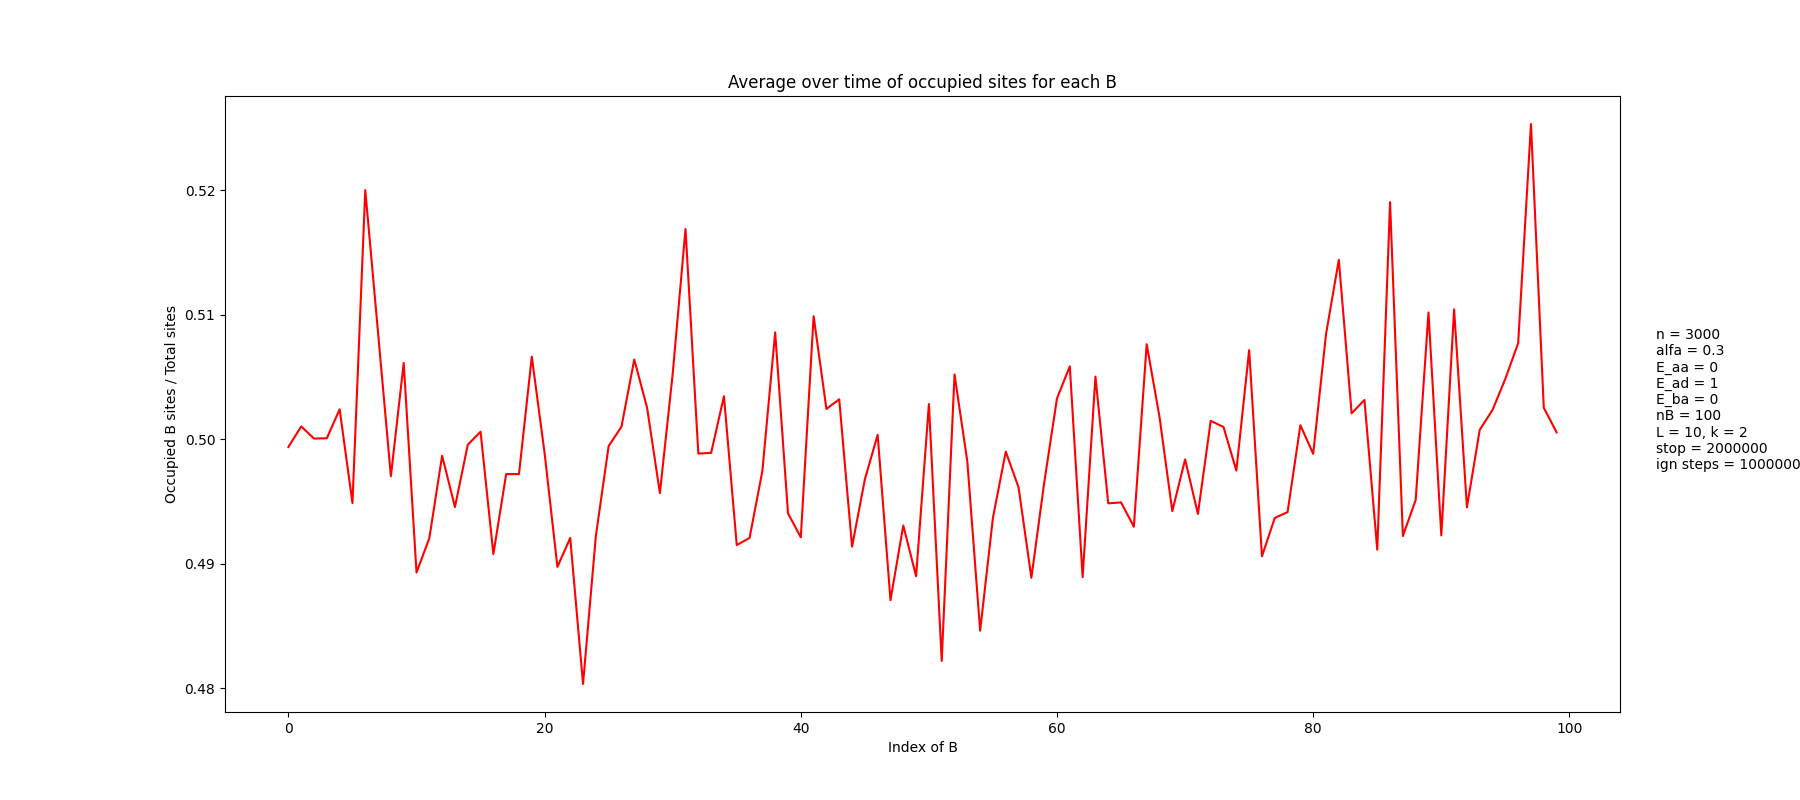 Average over time of occupied sites for each B
Occupied B sites / Total sites
0.52
0.51
0.50
0.49
0.48
0 20 40 60 80 100
Index of B
n = 3000
alfa = 0.3
E_aa = 0
E_ad = 1
E_ba = 0
nB = 100
L = 10, k = 2
stop = 2000000
ign steps = 1000000